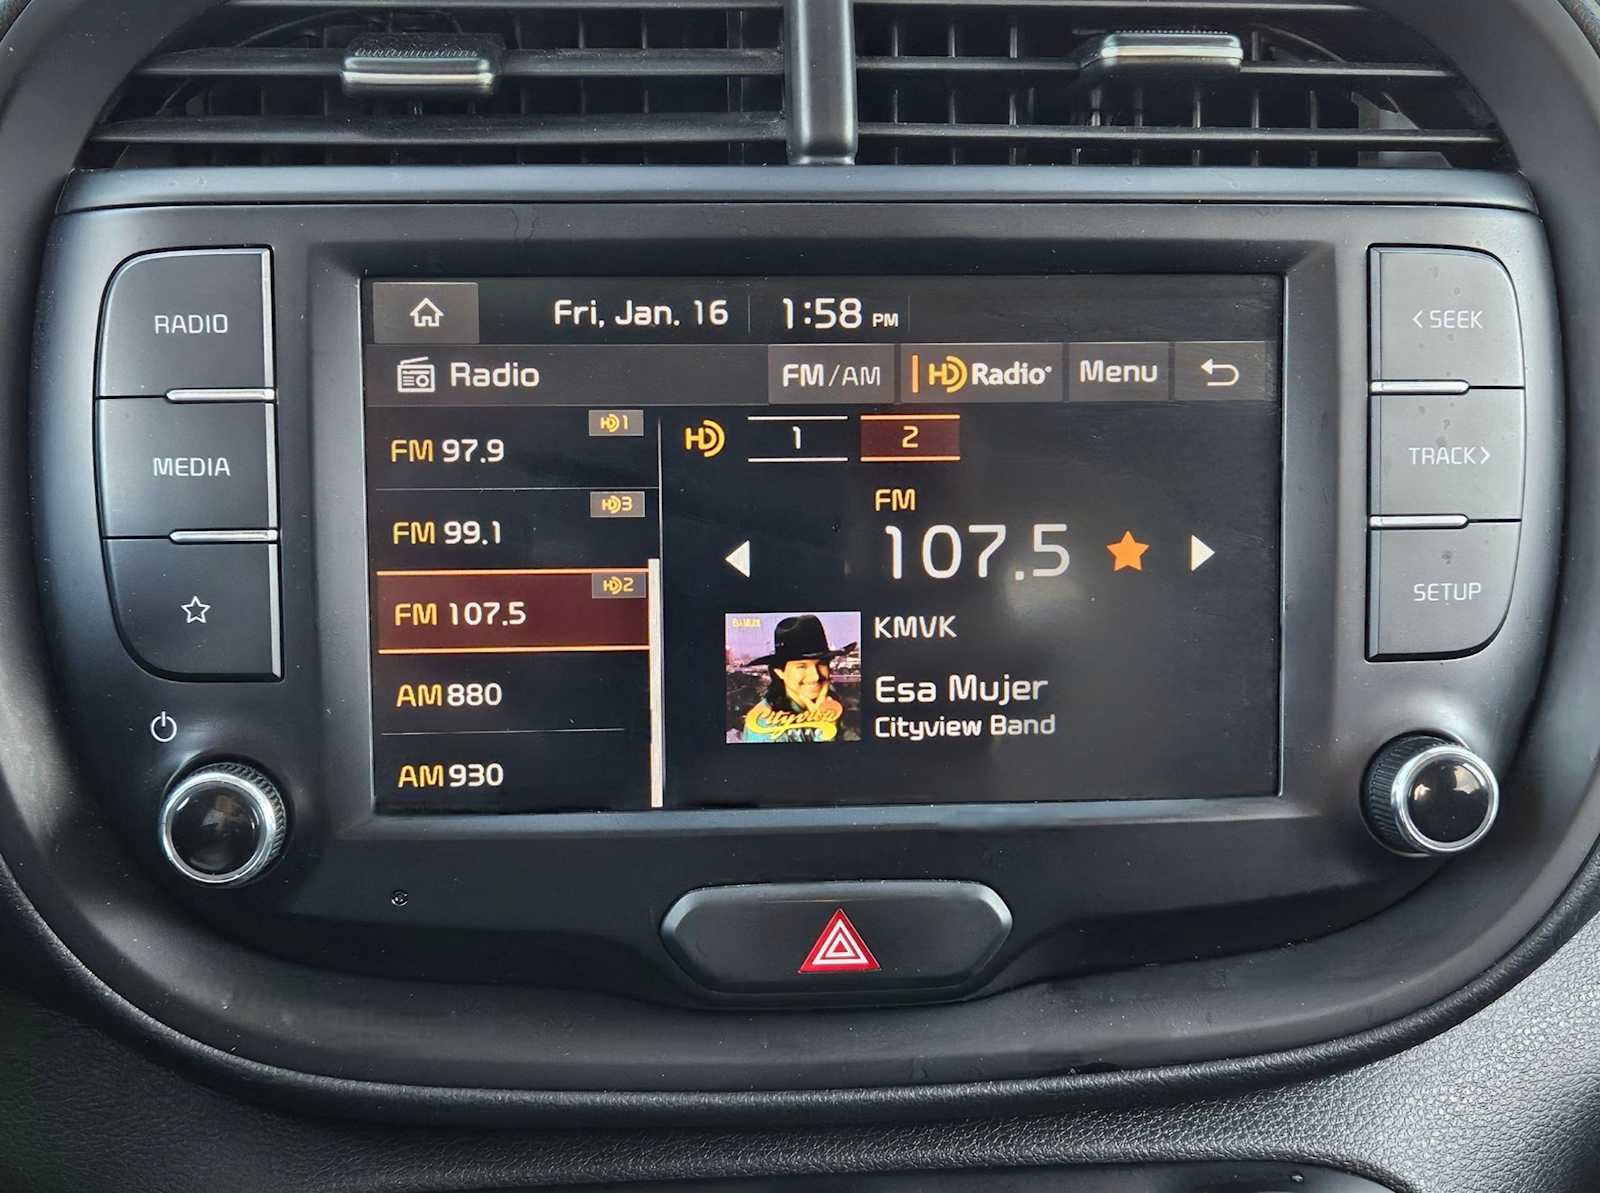 Fri, Jan. 16 1:58 PM
RADIO
Radio FM/AM HD Radio Menu
<SEEK
HD1
FM 97.9
HD 1 2
MEDIA
TRACK>
HD3
FM 99.1
FM
107.5
HD2
FM 107.5
SETUP
KMVK
AM 880
Esa Mujer
Cityview
Cityview Band
AM 930